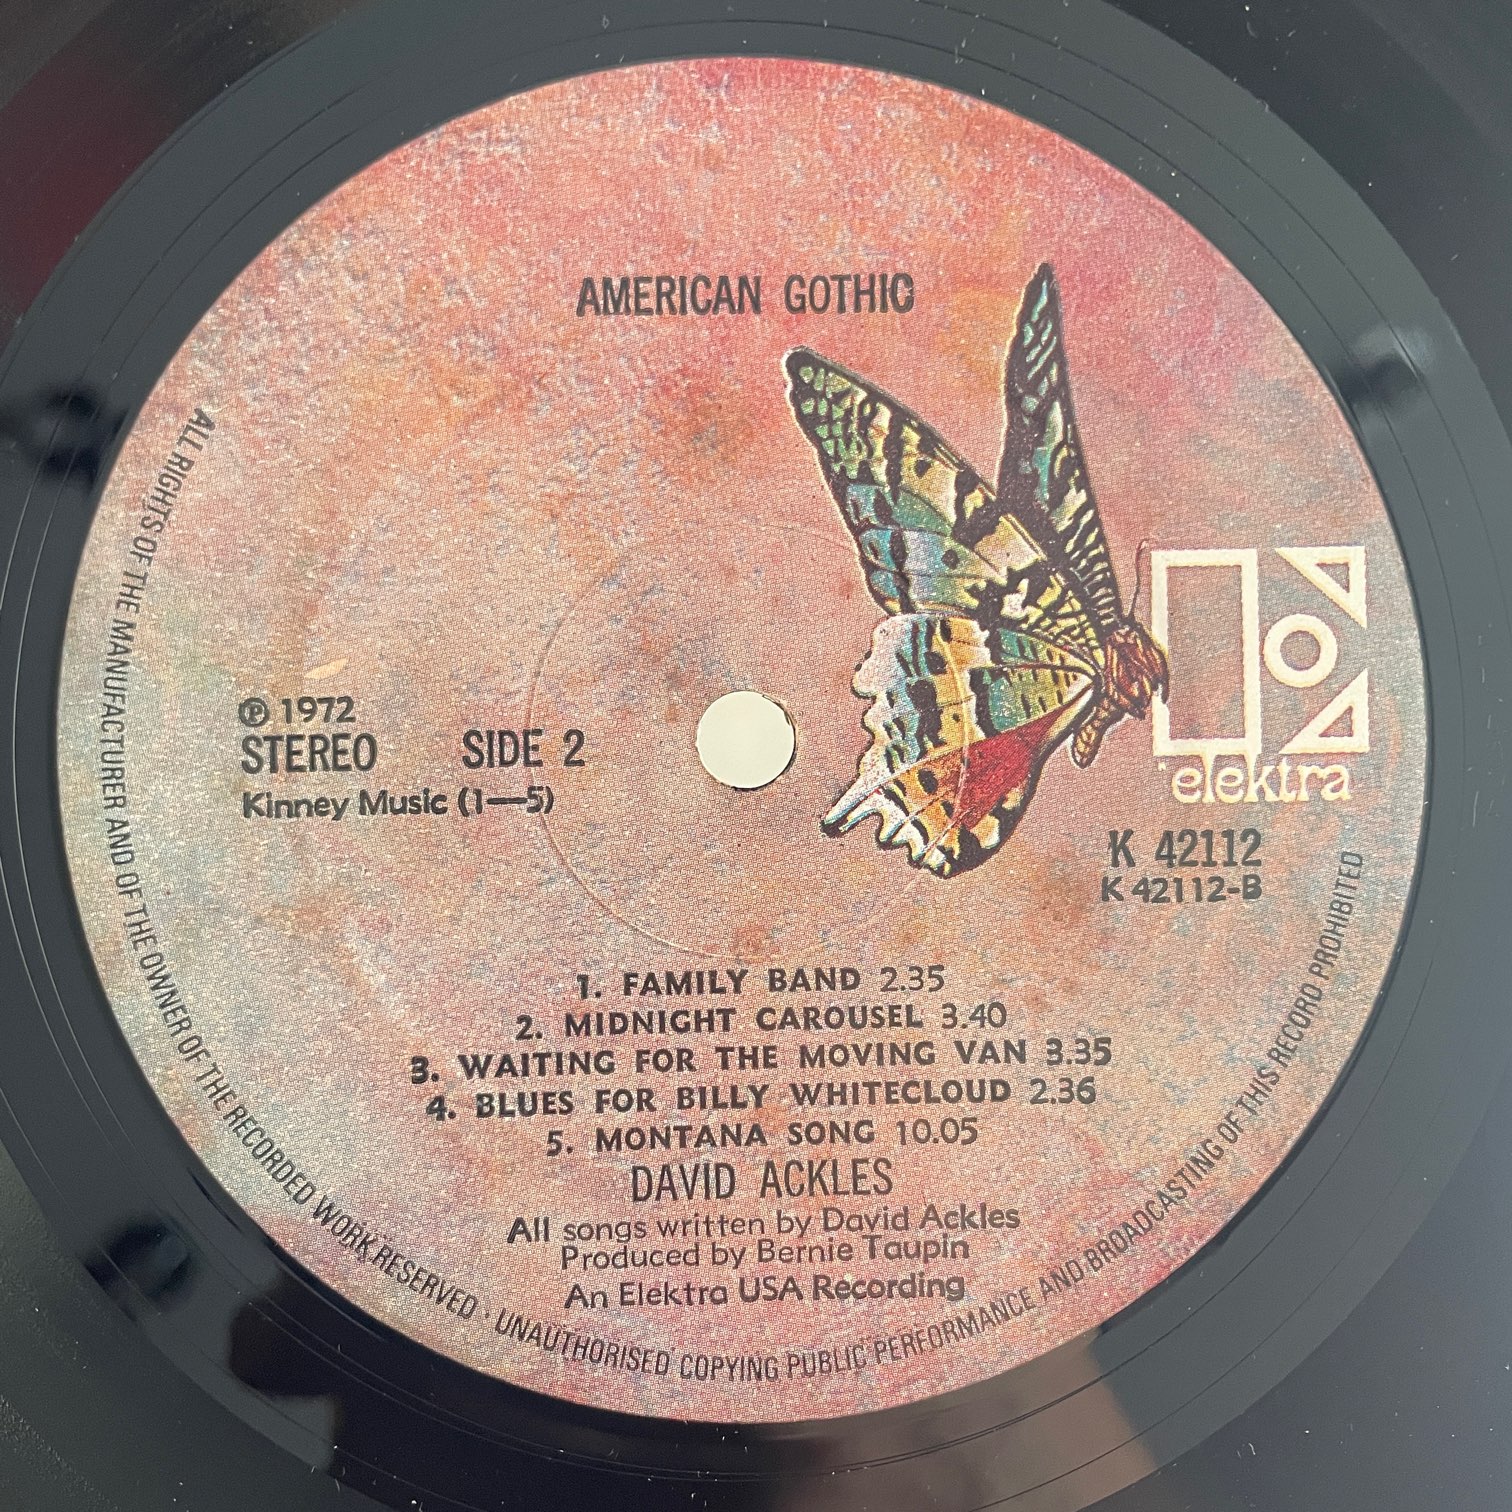 AMERICAN GOTHIC
℗ 1972
STEREO SIDE 2
Kinney Music (1—5)
elektra
K 42112
K 42112-B
1. FAMILY BAND 2.35
2. MIDNIGHT CAROUSEL 3.40
3. WAITING FOR THE MOVING VAN 3.35
4. BLUES FOR BILLY WHITECLOUD 2.36
5. MONTANA SONG 10.05
DAVID ACKLES
All songs written by David Ackles
Produced by Bernie Taupin
An Elektra USA Recording
ALL RIGHTS OF THE MANUFACTURER AND OF THE OWNER OF THE RECORDED WORK RESERVED · UNAUTHORISED COPYING PUBLIC PERFORMANCE AND BROADCASTING OF THIS RECORD PROHIBITED